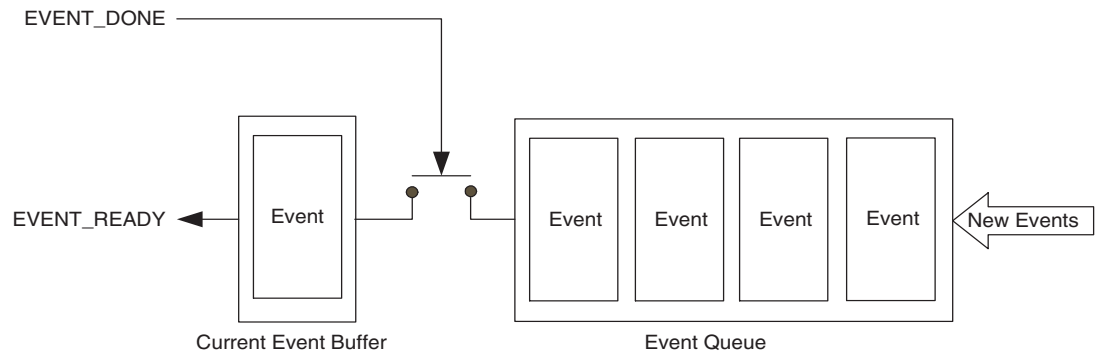 EVENT_DONE
EVENT_READY
Event
Event
Event
Event
Event
New Events
Current Event Buffer
Event Queue